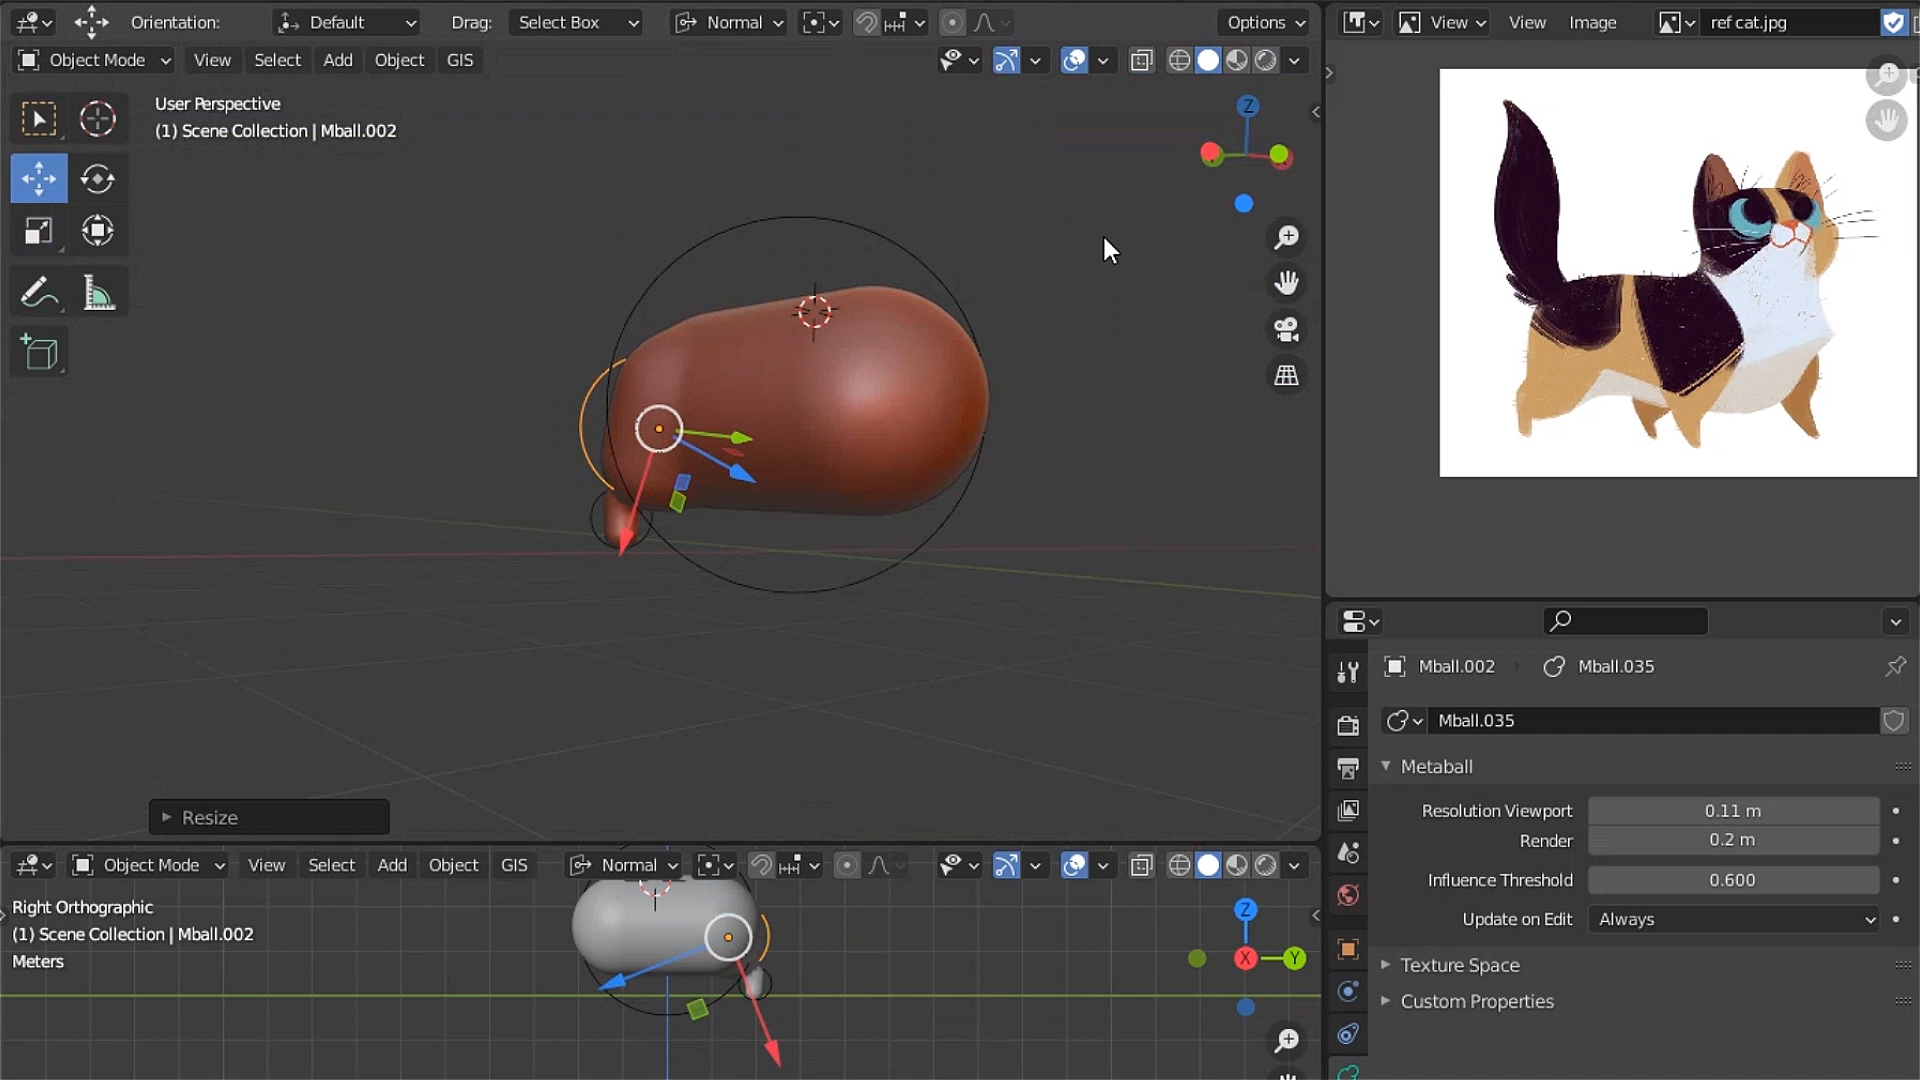 Orientation: Default Drag: Select Box Normal Options
Object Mode View Select Add Object GIS
User Perspective
(1) Scene Collection | Mball.002
Z
Resize
Object Mode View Select Add Object GIS Normal
Right Orthographic
(1) Scene Collection | Mball.002
Meters
Z
X Y
View View Image ref cat.jpg
Mball.002 Mball.035
Mball.035
Metaball
Resolution Viewport 0.11 m
Render 0.2 m
Influence Threshold 0.600
Update on Edit Always
Texture Space
Custom Properties